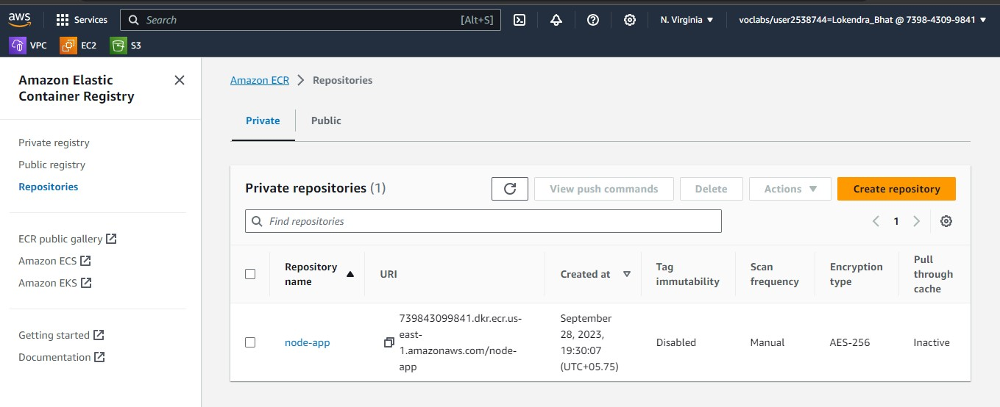 aws
Services
Search
[Alt+S]
N. Virginia
voclabs/user2538744=Lokendra_Bhat @ 7398-4309-9841
VPC
EC2
S3
Amazon Elastic
Container Registry
Private registry
Public registry
Repositories
ECR public gallery
Amazon ECS
Amazon EKS
Getting started
Documentation
Amazon ECR
Repositories
Private
Public
Private repositories (1)
View push commands
Delete
Actions
Create repository
Find repositories
1
Repository
name
URI
Created at
Tag
immutability
Scan
frequency
Encryption
type
Pull
through
cache
node-app
739843099841.dkr.ecr.us-
east-
1.amazonaws.com/node-
app
September
28, 2023,
19:30:07
(UTC+05.75)
Disabled
Manual
AES-256
Inactive